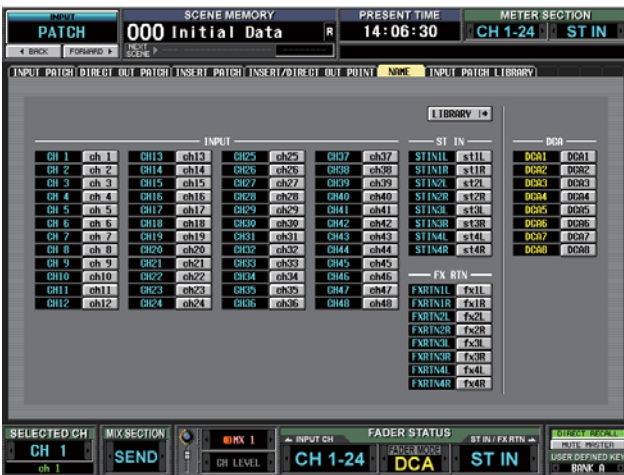 INPUT SCENE MEMORY PRESENT TIME METER SECTION
PATCH 000 Initial Data R 14:06:30 CH 1-24 ST IN
BACK FORWARD NEXT SCENE
INPUT PATCH DIRECT OUT PATCH INSERT PATCH INSERT/DIRECT OUT POINT NAME INPUT PATCH LIBRARY
LIBRARY
INPUT ST IN DCA
CH 1 ch 1 CH13 ch13 CH25 ch25 CH37 ch37 STIN1L st1L DCA1 DCA1
CH 2 ch 2 CH14 ch14 CH26 ch26 CH38 ch38 STIN1R st1R DCA2 DCA2
CH 3 ch 3 CH15 ch15 CH27 ch27 CH39 ch39 STIN2L st2L DCA3 DCA3
CH 4 ch 4 CH16 ch16 CH28 ch28 CH40 ch40 STIN2R st2R DCA4 DCA4
CH 5 ch 5 CH17 ch17 CH29 ch29 CH41 ch41 STIN3L st3L DCA5 DCA5
CH 6 ch 6 CH18 ch18 CH30 ch30 CH42 ch42 STIN3R st3R DCA6 DCA6
CH 7 ch 7 CH19 ch19 CH31 ch31 CH43 ch43 STIN4L st4L DCA7 DCA7
CH 8 ch 8 CH20 ch20 CH32 ch32 CH44 ch44 STIN4R st4R DCA8 DCA8
CH 9 ch 9 CH21 ch21 CH33 ch33 CH45 ch45
CH10 ch10 CH22 ch22 CH34 ch34 CH46 ch46 FX RTN
CH11 ch11 CH23 ch23 CH35 ch35 CH47 ch47 FXRTN1L fx1L
CH12 ch12 CH24 ch24 CH36 ch36 CH48 ch48 FXRTN1R fx1R
FXRTN2L fx2L
FXRTN2R fx2R
FXRTN3L fx3L
FXRTN3R fx3R
FXRTN4L fx4L
FXRTN4R fx4R
SELECTED CH MIX SECTION FADER STATUS DIRECT RECALL
CH 1 SEND MX 1 INPUT CH FADER MODE ST IN / FX RTN MUTE MASTER
ch 1 CH LEVEL CH 1-24 DCA ST IN USER DEFINED KEY
BANK A